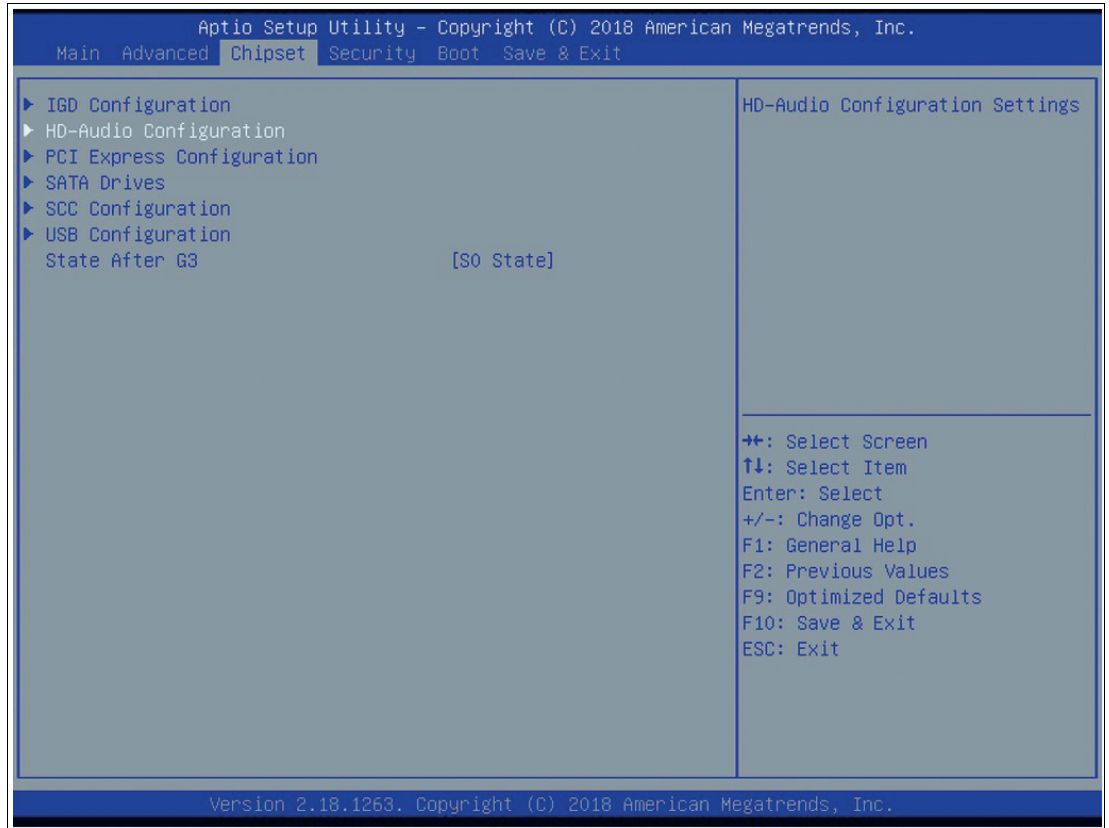 Aptio Setup Utility – Copyright (C) 2018 American Megatrends, Inc.
Main Advanced Chipset Security Boot Save & Exit
▶ IGD Configuration
▶ HD-Audio Configuration
▶ PCI Express Configuration
▶ SATA Drives
▶ SCC Configuration
▶ USB Configuration
State After G3 [S0 State]
HD-Audio Configuration Settings
→←: Select Screen
↑↓: Select Item
Enter: Select
+/-: Change Opt.
F1: General Help
F2: Previous Values
F9: Optimized Defaults
F10: Save & Exit
ESC: Exit
Version 2.18.1263. Copyright (C) 2018 American Megatrends, Inc.